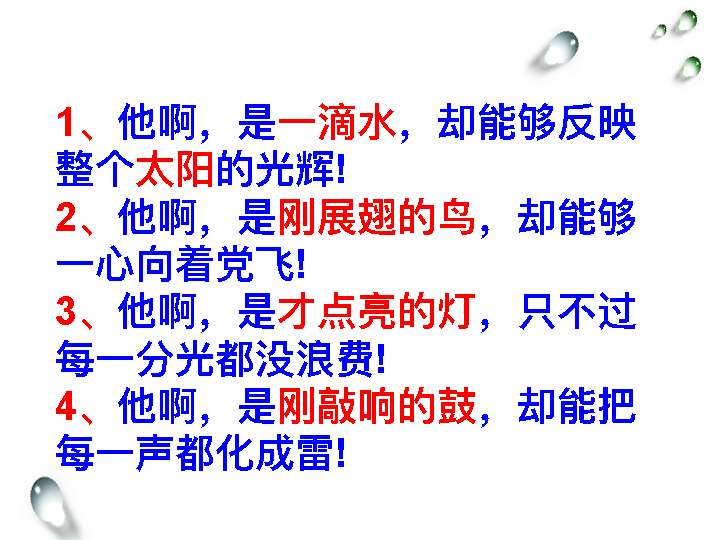 1、他啊，是一滴水，却能够反映
整个太阳的光辉!
2、他啊，是刚展翅的鸟，却能够
一心向着党飞!
3、他啊，是才点亮的灯，只不过
每一分光都没浪费!
4、他啊，是刚敲响的鼓，却能把
每一声都化成雷!